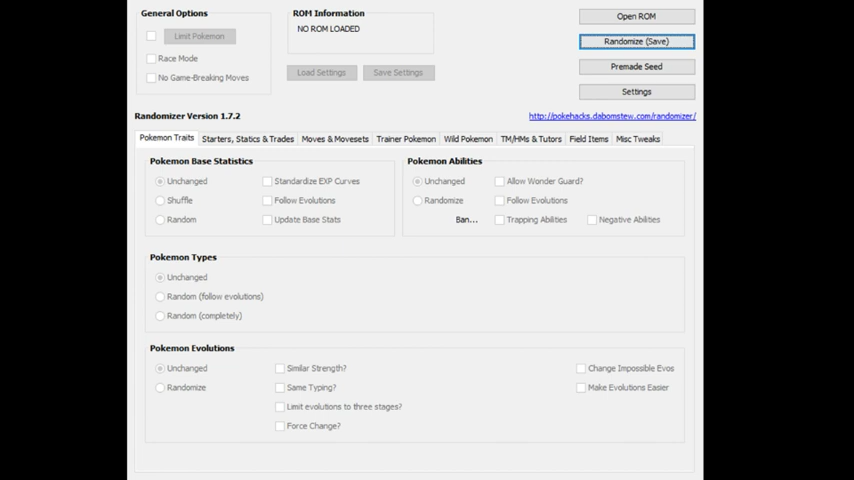 General Options
ROM Information
Limit Pokemon
NO ROM LOADED
Race Mode
No Game-Breaking Moves
Load Settings
Save Settings
Open ROM
Randomize (Save)
Premade Seed
Settings
Randomizer Version 1.7.2
http://pokehacks.dabomstew.com/randomizer/
Pokemon Traits
Starters, Statics & Trades
Moves & Movesets
Trainer Pokemon
Wild Pokemon
TM/HMs & Tutors
Field Items
Misc Tweaks
Pokemon Base Statistics
Unchanged
Standardize EXP Curves
Shuffle
Follow Evolutions
Random
Update Base Stats
Pokemon Abilities
Unchanged
Allow Wonder Guard?
Randomize
Follow Evolutions
Ban...
Trapping Abilities
Negative Abilities
Pokemon Types
Unchanged
Random (follow evolutions)
Random (completely)
Pokemon Evolutions
Unchanged
Similar Strength?
Change Impossible Evos
Randomize
Same Typing?
Make Evolutions Easier
Limit evolutions to three stages?
Force Change?